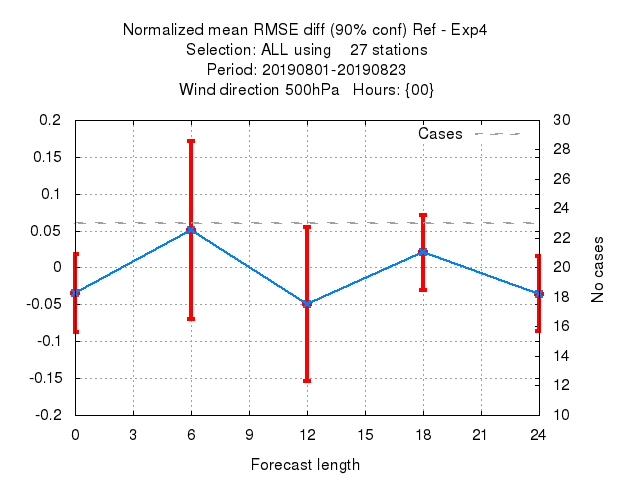 Normalized mean RMSE diff (90% conf) Ref - Exp4
Selection: ALL using    27 stations
Period: 20190801-20190823
Wind direction 500hPa   Hours: {00}
Cases
0.2
0.15
0.1
0.05
0
-0.05
-0.1
-0.15
-0.2
30
28
26
24
22
20
18
16
14
12
10
No cases
0 3 6 9 12 15 18 21 24
Forecast length